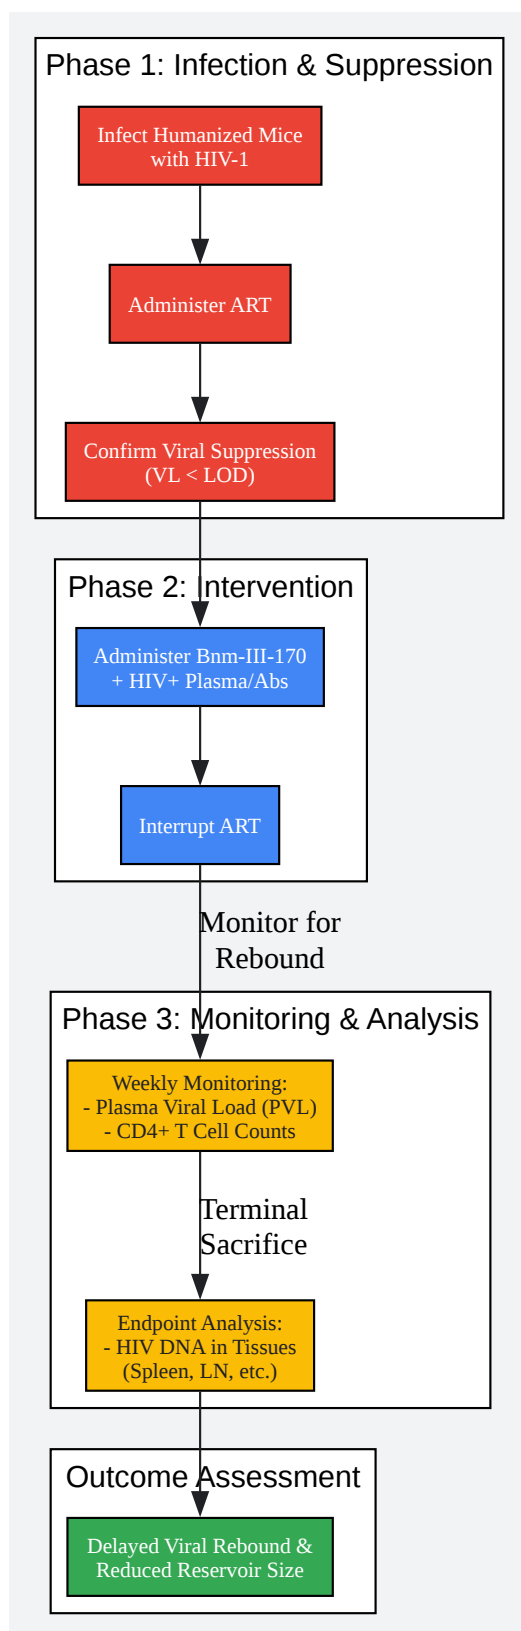 Phase 1: Infection & Suppression
Infect Humanized Mice
with HIV-1
Administer ART
Confirm Viral Suppression
(VL < LOD)
Phase 2: Intervention
Administer Bnm-III-170
+ HIV+ Plasma/Abs
Interrupt ART
Monitor for
Rebound
Phase 3: Monitoring & Analysis
Weekly Monitoring:
- Plasma Viral Load (PVL)
- CD4+ T Cell Counts
Terminal
Sacrifice
Endpoint Analysis:
- HIV DNA in Tissues
(Spleen, LN, etc.)
Outcome Assessment
Delayed Viral Rebound &
Reduced Reservoir Size